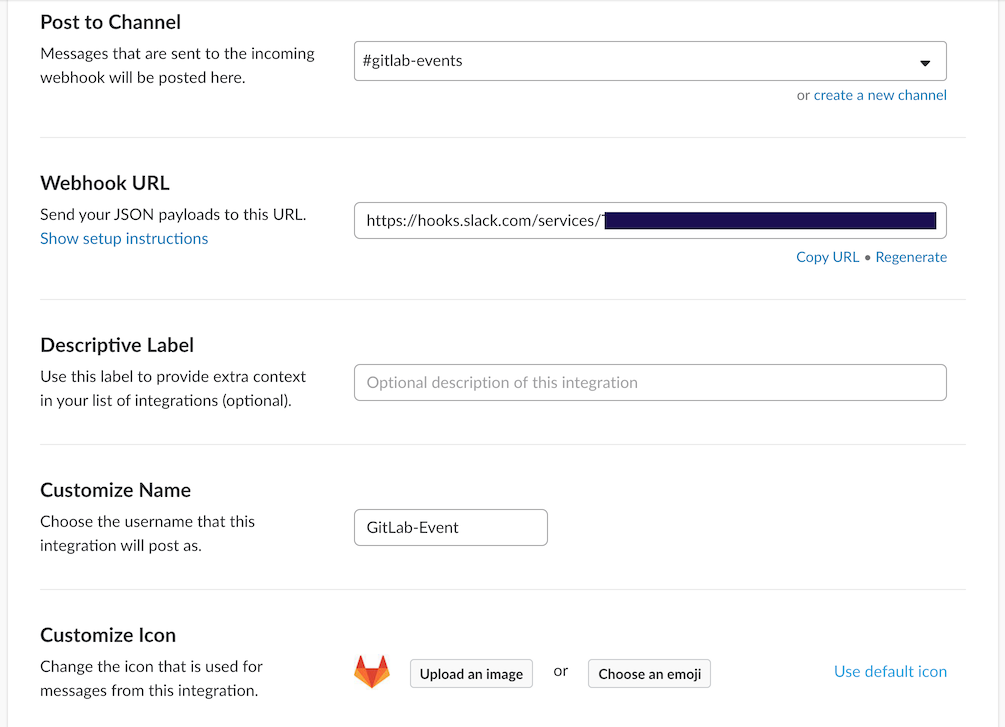 Post to Channel
Messages that are sent to the incoming
webhook will be posted here.
#gitlab-events
or create a new channel
Webhook URL
Send your JSON payloads to this URL.
Show setup instructions
https://hooks.slack.com/services/
Copy URL • Regenerate
Descriptive Label
Use this label to provide extra context
in your list of integrations (optional).
Optional description of this integration
Customize Name
Choose the username that this
integration will post as.
GitLab-Event
Customize Icon
Change the icon that is used for
messages from this integration.
Upload an image
or
Choose an emoji
Use default icon